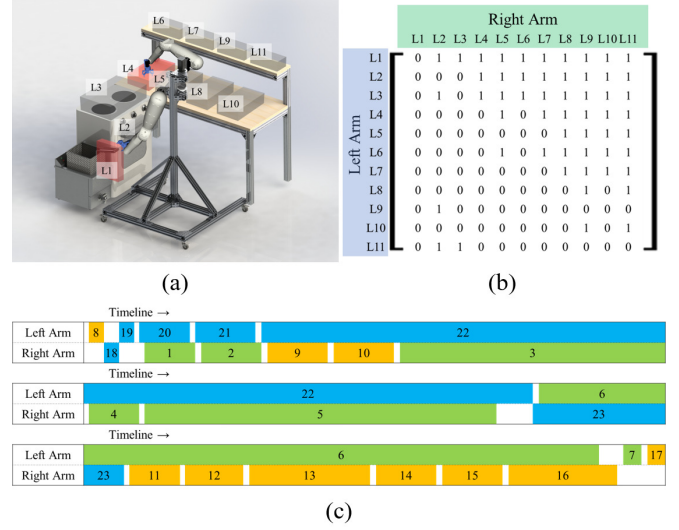 L6
L7
L9
L11
L4
L5
L3
L8
L10
L2
L1
(a)
Right Arm
L1 L2 L3 L4 L5 L6 L7 L8 L9 L10 L11
Left Arm
L1 0 1 1 1 1 1 1 1 1 1 1
L2 0 0 0 1 1 1 1 1 1 1 1
L3 0 1 0 1 1 1 1 1 1 1 1
L4 0 0 0 0 1 0 1 1 1 1 1
L5 0 0 0 0 0 0 0 1 1 1 1
L6 0 0 0 0 1 0 1 1 1 1 1
L7 0 0 0 0 0 0 0 1 1 1 1
L8 0 0 0 0 0 0 0 0 1 0 1
L9 0 1 0 0 0 0 0 0 0 0 0
L10 0 0 0 0 0 0 0 0 1 0 1
L11 0 1 1 0 0 0 0 0 0 0 0
(b)
Timeline →
Left Arm 8 19 20 21 22
Right Arm 18 1 2 9 10 3
Timeline →
Left Arm 22 6
Right Arm 4 5 23
Timeline →
Left Arm 6 7 17
Right Arm 23 11 12 13 14 15 16
(c)